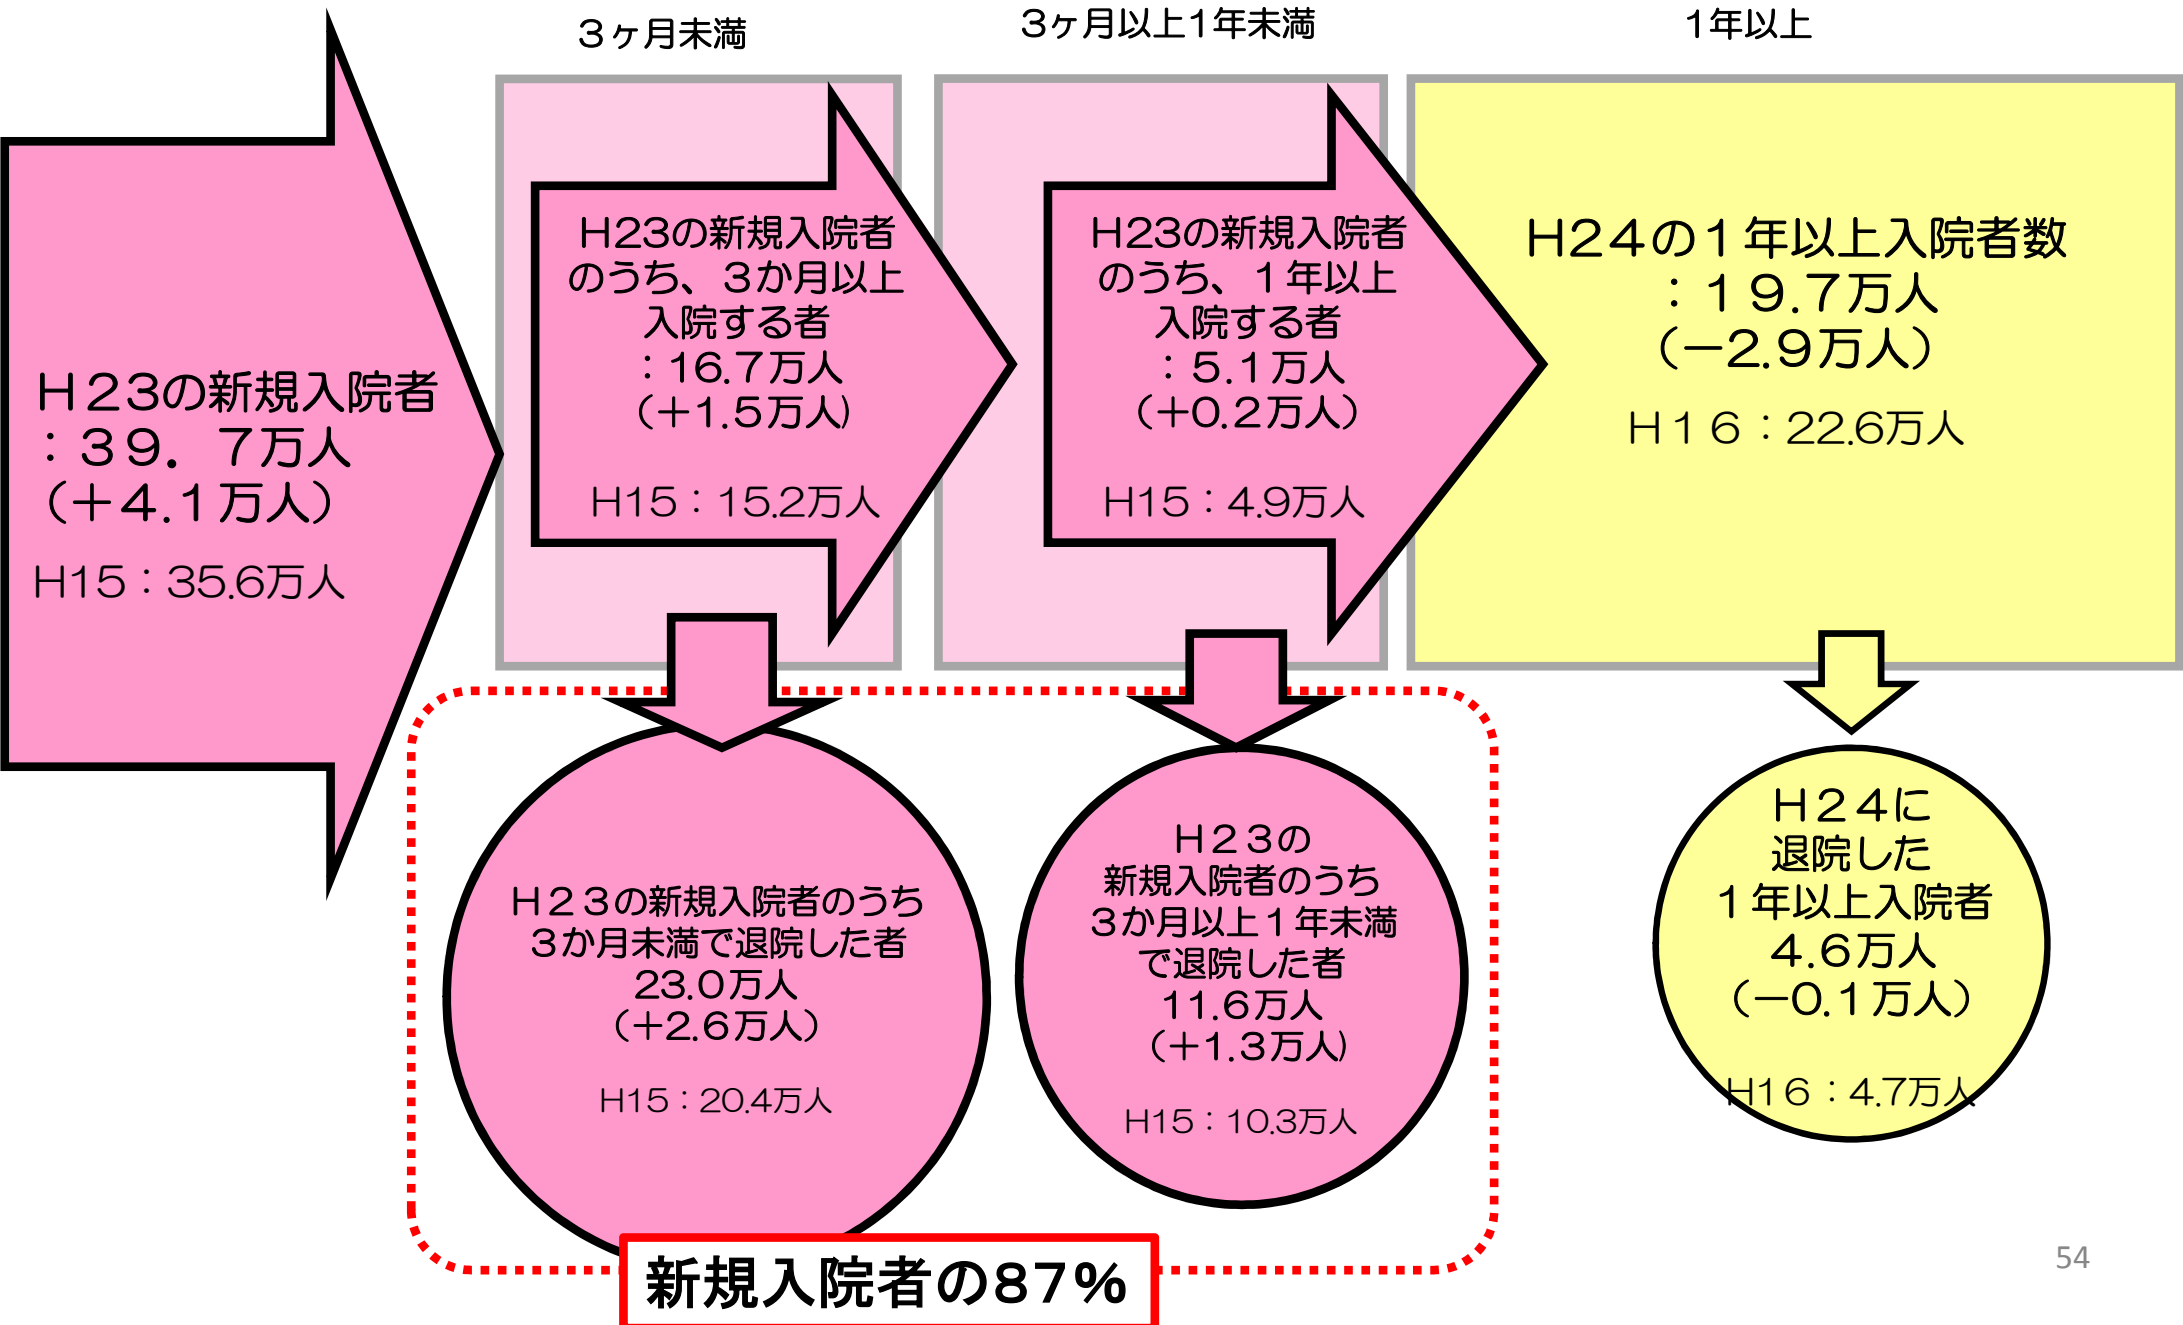 ３ヶ月未満
３ヶ月以上１年未満
１年以上
Ｈ２３の新規入院者
：３９．７万人
（＋4.１万人）
H15：35.6万人
H23の新規入院者
のうち、３か月以上
入院する者
：16.7万人
（＋1.５万人)
H15：15.2万人
H23の新規入院者
のうち、１年以上
入院する者
：5.１万人
（＋0.２万人）
H15：4.9万人
H２４の１年以上入院者数
：１９.７万人
（－2.９万人）
Ｈ１６：22.6万人
Ｈ２３の新規入院者のうち
３か月未満で退院した者
23.０万人
（＋2.６万人）
H15：20.4万人
Ｈ２３の
新規入院者のうち
３か月以上１年未満
で退院した者
11.６万人
（＋１.３万人)
H15：10.3万人
Ｈ２４に
退院した
１年以上入院者
4.６万人
（－0.１万人）
H1６：4.7万人
新規入院者の８７％
54